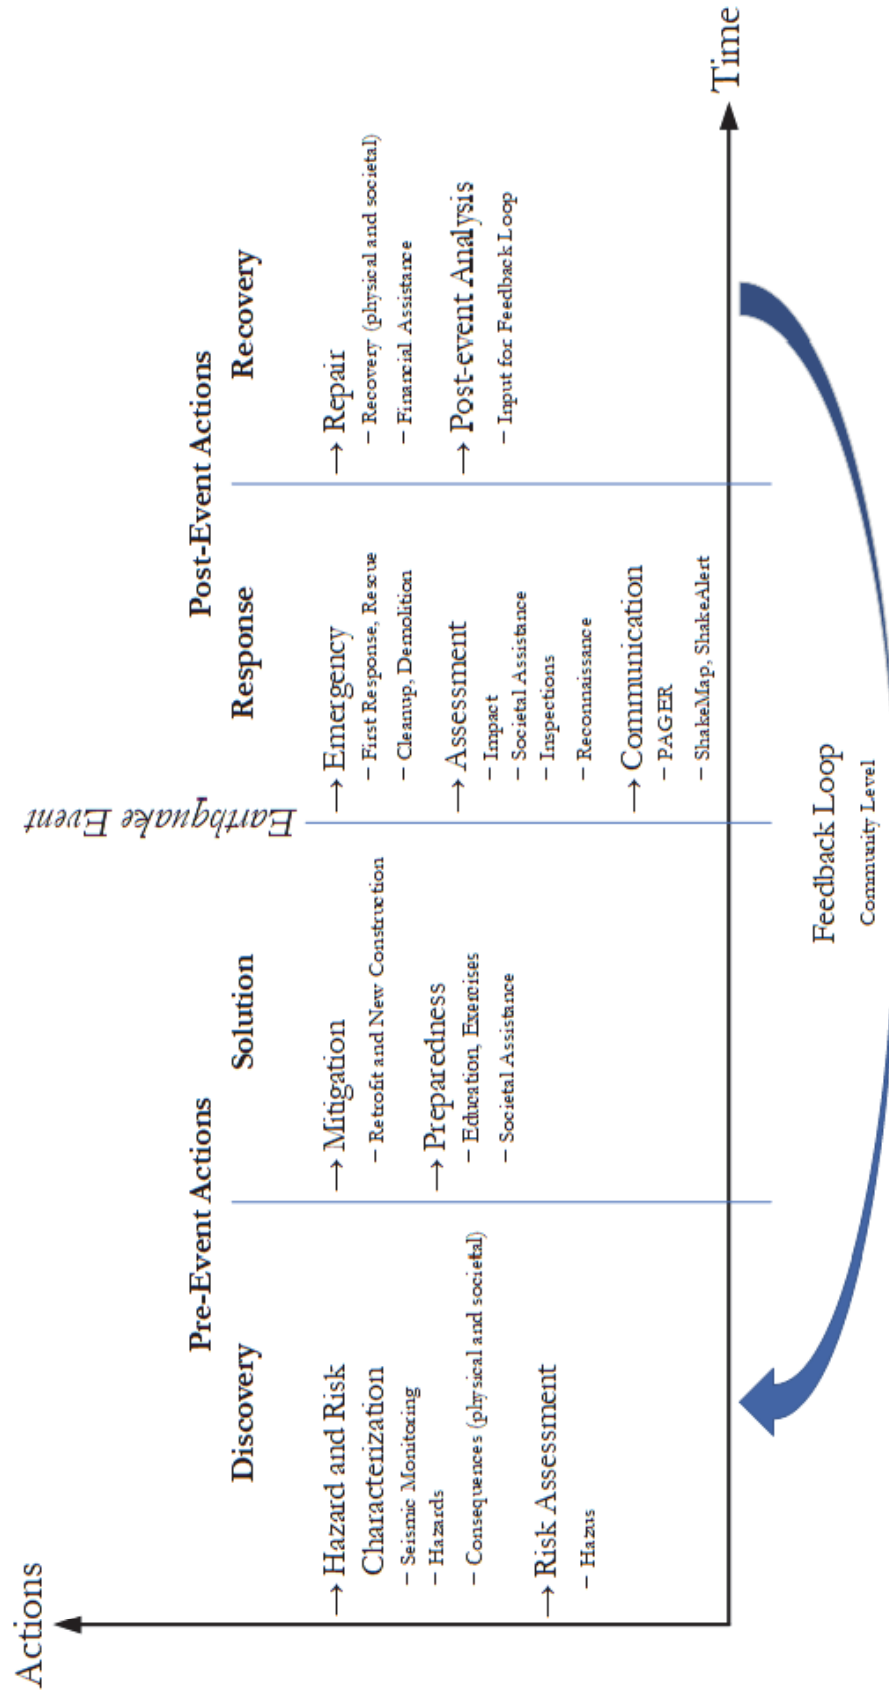 Actions
Pre-Event Actions
Discovery
→ Hazard and Risk
Characterization
– Seismic Monitoring
– Hazards
– Consequences (physical and societal)
→ Risk Assessment
– Hazus
Solution
→ Mitigation
– Retrofit and New Construction
→ Preparedness
– Education, Exercises
– Societal Assistance
Earthquake Event
Post-Event Actions
Response
→ Emergency
– First Response, Rescue
– Cleanup, Demolition
→ Assessment
– Impact
– Societal Assistance
– Inspections
– Reconnaissance
→ Communication
– PAGER
– ShakeMap, ShakeAlert
Recovery
→ Repair
– Recovery (physical and societal)
– Financial Assistance
→ Post-event Analysis
– Input for Feedback Loop
Time
Feedback Loop
Community Level